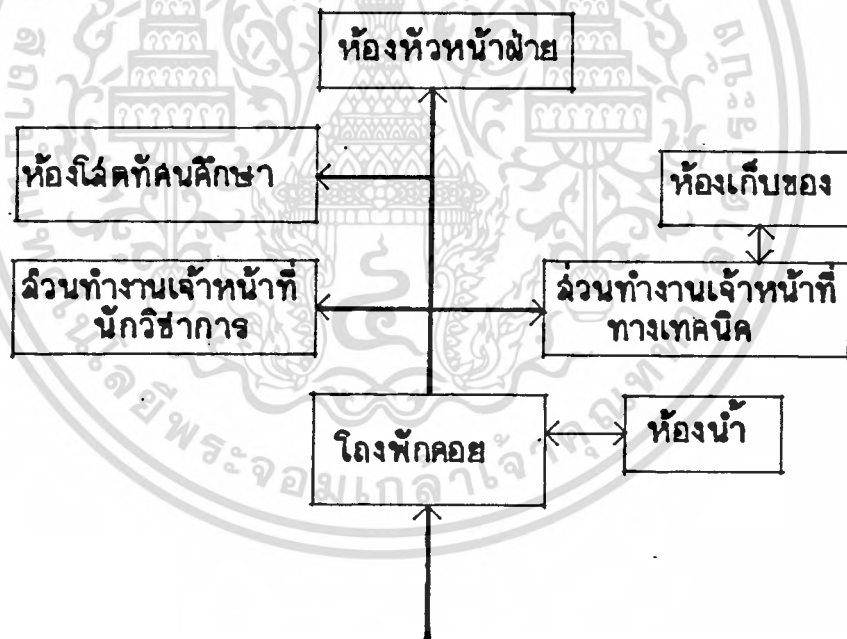 ห้องหัวหน้าฝ่าย
ห้องโสตทัศนศึกษา
ห้องเก็บของ
ส่วนทำงานเจ้าหน้าที่
นักวิชาการ
ส่วนทำงานเจ้าหน้าที่
ทางเทคนิค
โถงพักคอย
ห้องน้ำ